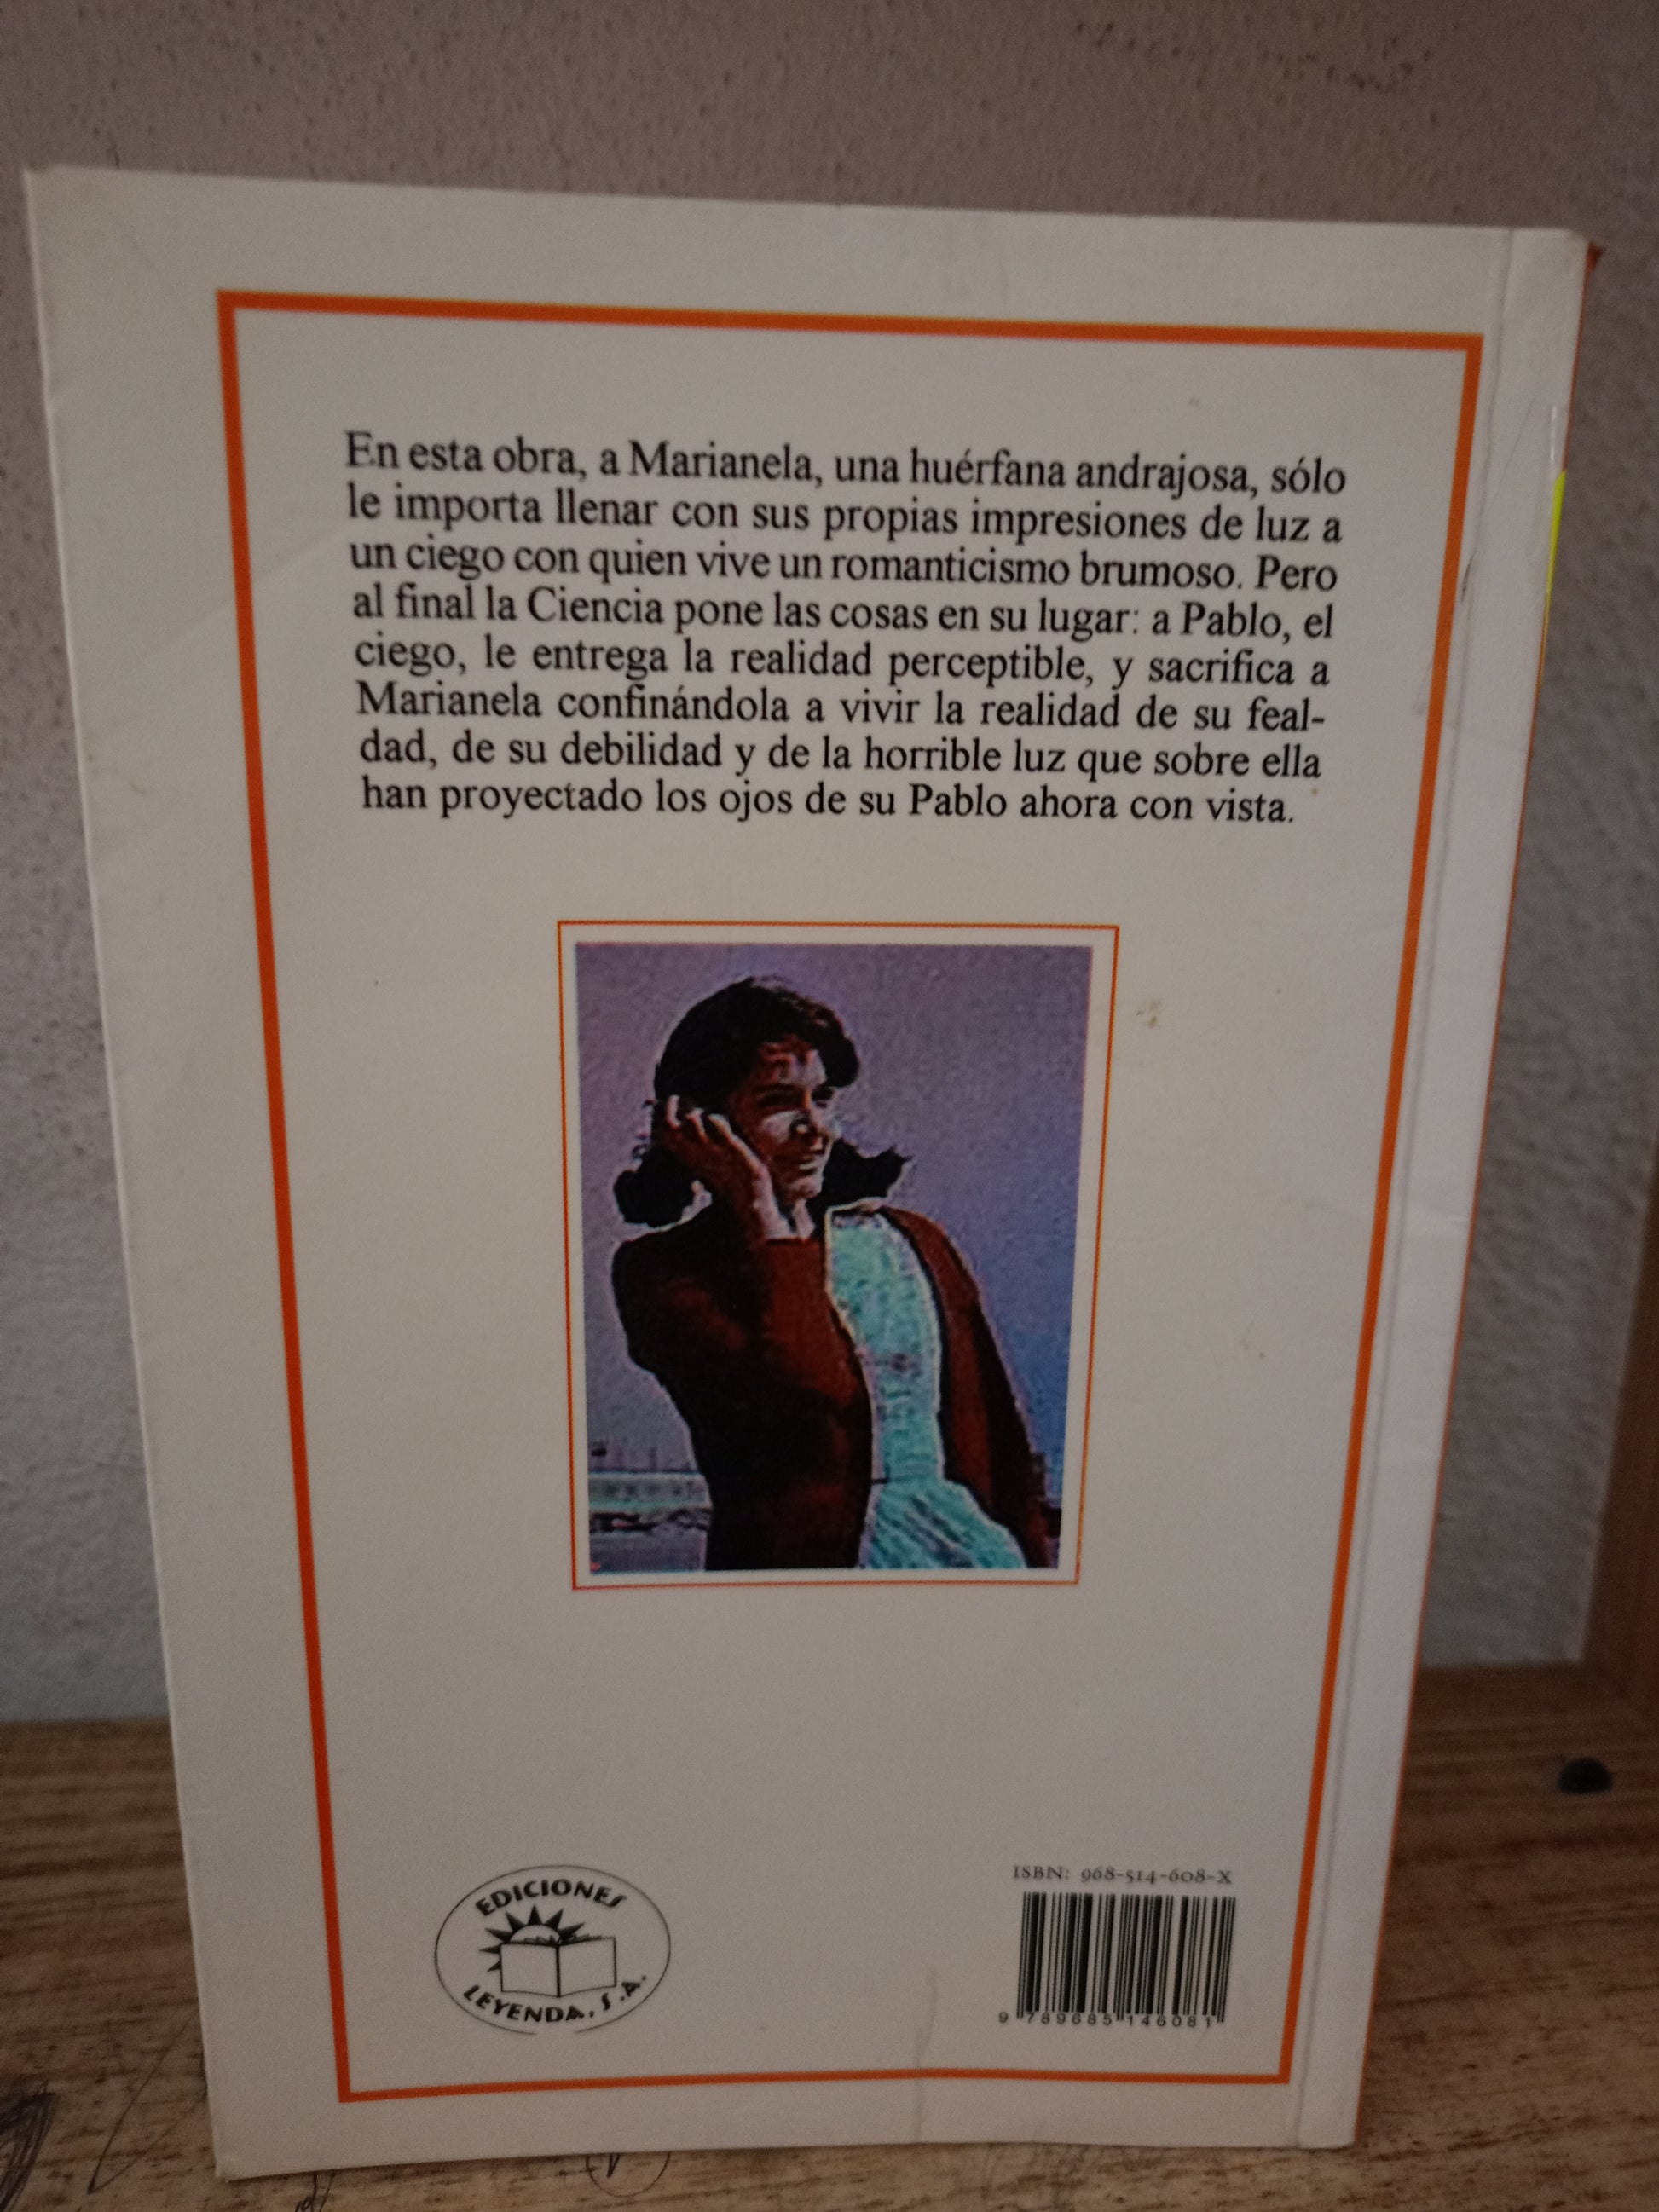 En esta obra, a Marianela, una huérfana andrajosa, sólo
le importa llenar con sus propias impresiones de luz a
un ciego con quien vive un romanticismo brumoso. Pero
al final la Ciencia pone las cosas en su lugar: a Pablo, el
ciego, le entrega la realidad perceptible, y sacrifica a
Marianela confinándola a vivir la realidad de su feal-
dad, de su debilidad y de la horrible luz que sobre ella
han proyectado los ojos de su Pablo ahora con vista.
EDICIONES
LEYENDA, S.A.
ISBN: 968-514-608-X
9 789685 146081